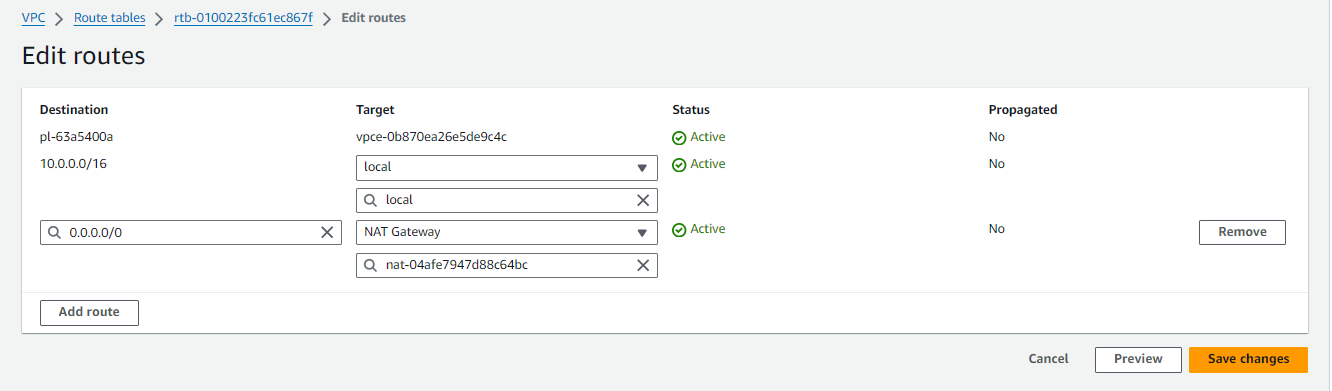 VPC > Route tables > rtb-0100223fc61ec867f > Edit routes
Edit routes
Destination Target Status Propagated
pl-63a5400a vpce-0b870ea26e5de9c4c Active No
10.0.0.0/16 local Active No
local
0.0.0.0/0 NAT Gateway Active No Remove
nat-04afe7947d88c64bc
Add route
Cancel Preview Save changes